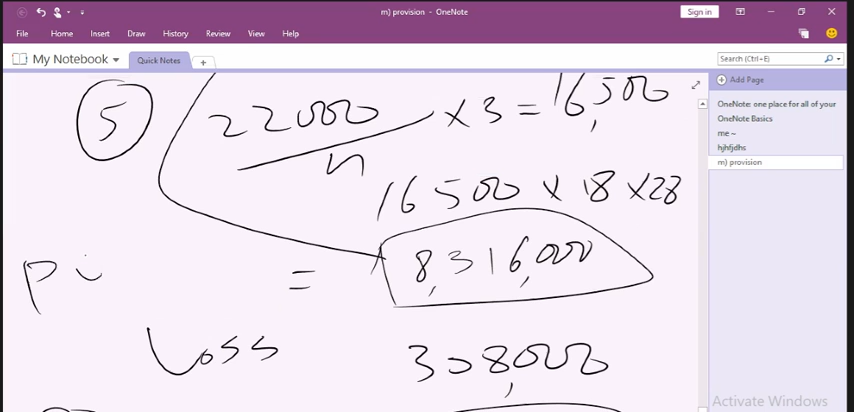 m) provision - OneNote
Sign in
File Home Insert Draw History Review View Help
My Notebook
Quick Notes
Search (Ctrl+E)
Add Page
OneNote: one place for all of your
OneNote Basics
me ~
hjhfjdhs
m) provision
5
22000 × 3 = 16,500
4
16500 × 18 × 28
= 8,316,000
Loss 308,000
Activate Windows